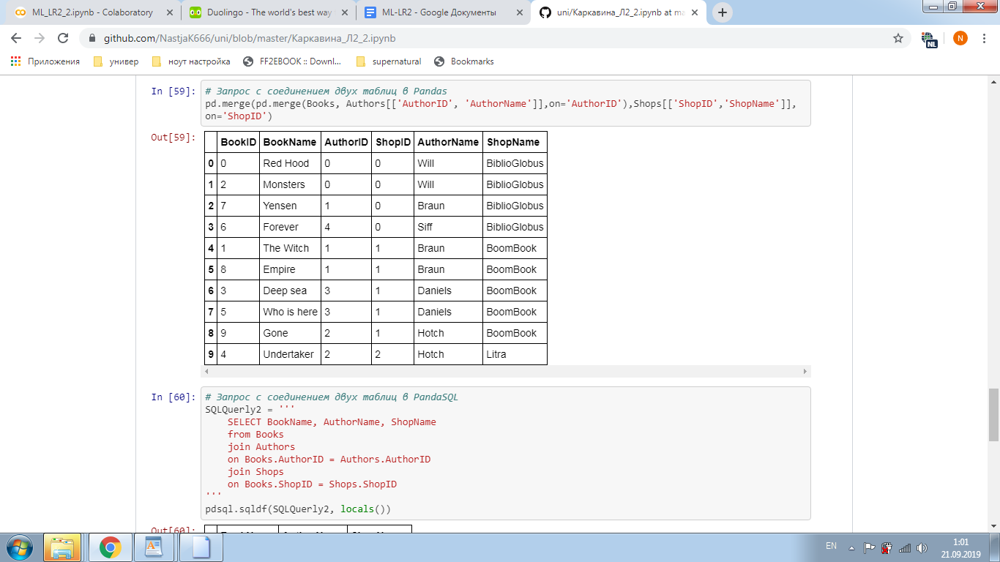 ML_LR2_2.ipynb - Colaboratory
Duolingo - The world's best way
ML-LR2 - Google Документы
uni/Каркавина_Л2_2.ipynb at ma
github.com/NastjaK666/uni/blob/master/Каркавина_Л2_2.ipynb
NL
N
Приложения
универ
ноут настройка
FF2EBOOK :: Downl...
supernatural
Bookmarks
In [59]:
# Запрос с соединением двух таблиц в Pandas
pd.merge(pd.merge(Books, Authors[['AuthorID', 'AuthorName']],on='AuthorID'),Shops[['ShopID','ShopName']],
on='ShopID')
Out[59]:
BookID BookName AuthorID ShopID AuthorName ShopName
0 0 Red Hood 0 0 Will BiblioGlobus
1 2 Monsters 0 0 Will BiblioGlobus
2 7 Yensen 1 0 Braun BiblioGlobus
3 6 Forever 4 0 Siff BiblioGlobus
4 1 The Witch 1 1 Braun BoomBook
5 8 Empire 1 1 Braun BoomBook
6 3 Deep sea 3 1 Daniels BoomBook
7 5 Who is here 3 1 Daniels BoomBook
8 9 Gone 2 1 Hotch BoomBook
9 4 Undertaker 2 2 Hotch Litra
In [60]:
# Запрос с соединением двух таблиц в PandaSQL
SQLQuerly2 = '''
SELECT BookName, AuthorName, ShopName
from Books
join Authors
on Books.AuthorID = Authors.AuthorID
join Shops
on Books.ShopID = Shops.ShopID
'''
pdsql.sqldf(SQLQuerly2, locals())
Out[60]:
EN
1:01
21.09.2019